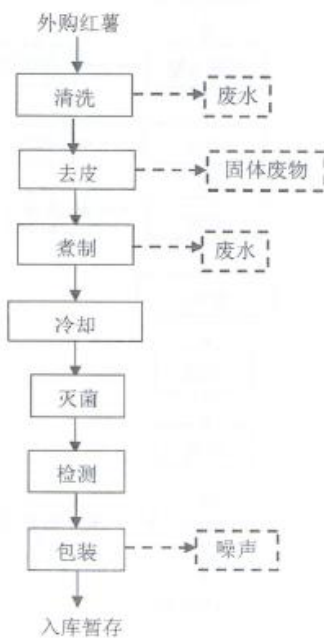 外购红薯
清洗
废水
去皮
固体废物
煮制
废水
冷却
灭菌
检测
包装
噪声
入库暂存